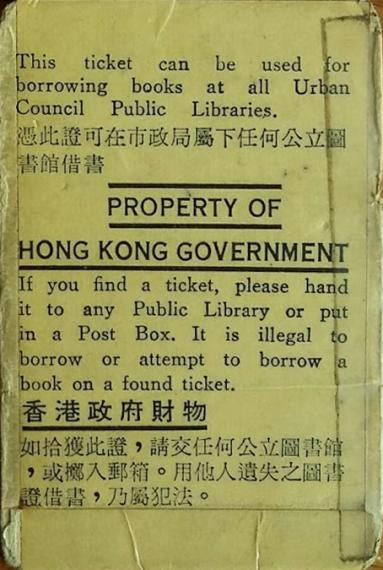 This ticket can be used for
borrowing books at all Urban
Council Public Libraries.
憑此證可在市政局屬下任何公立圖
書館借書
PROPERTY OF
HONG KONG GOVERNMENT
If you find a ticket, please hand
it to any Public Library or put
in a Post Box. It is illegal to
borrow or attempt to borrow a
book on a found ticket.
香港政府財物
如拾獲此證，請交任何公立圖書館
，或擲入郵箱。用他人遺失之圖書
證借書，乃屬犯法。